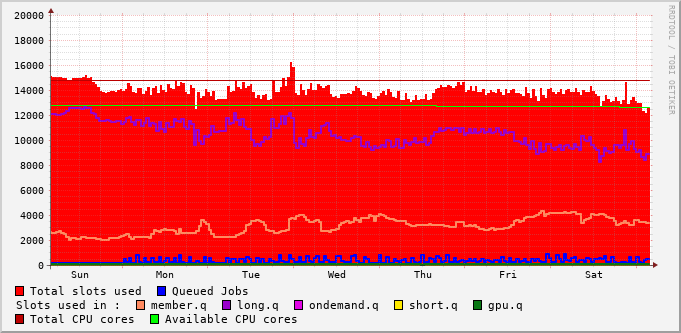 RRDTOOL / TOBI OETIKER
20000
18000
16000
14000
12000
10000
8000
6000
4000
2000
0
Sun Mon Tue Wed Thu Fri Sat
Total slots used Queued Jobs
Slots used in : member.q long.q ondemand.q short.q gpu.q
Total CPU cores Available CPU cores